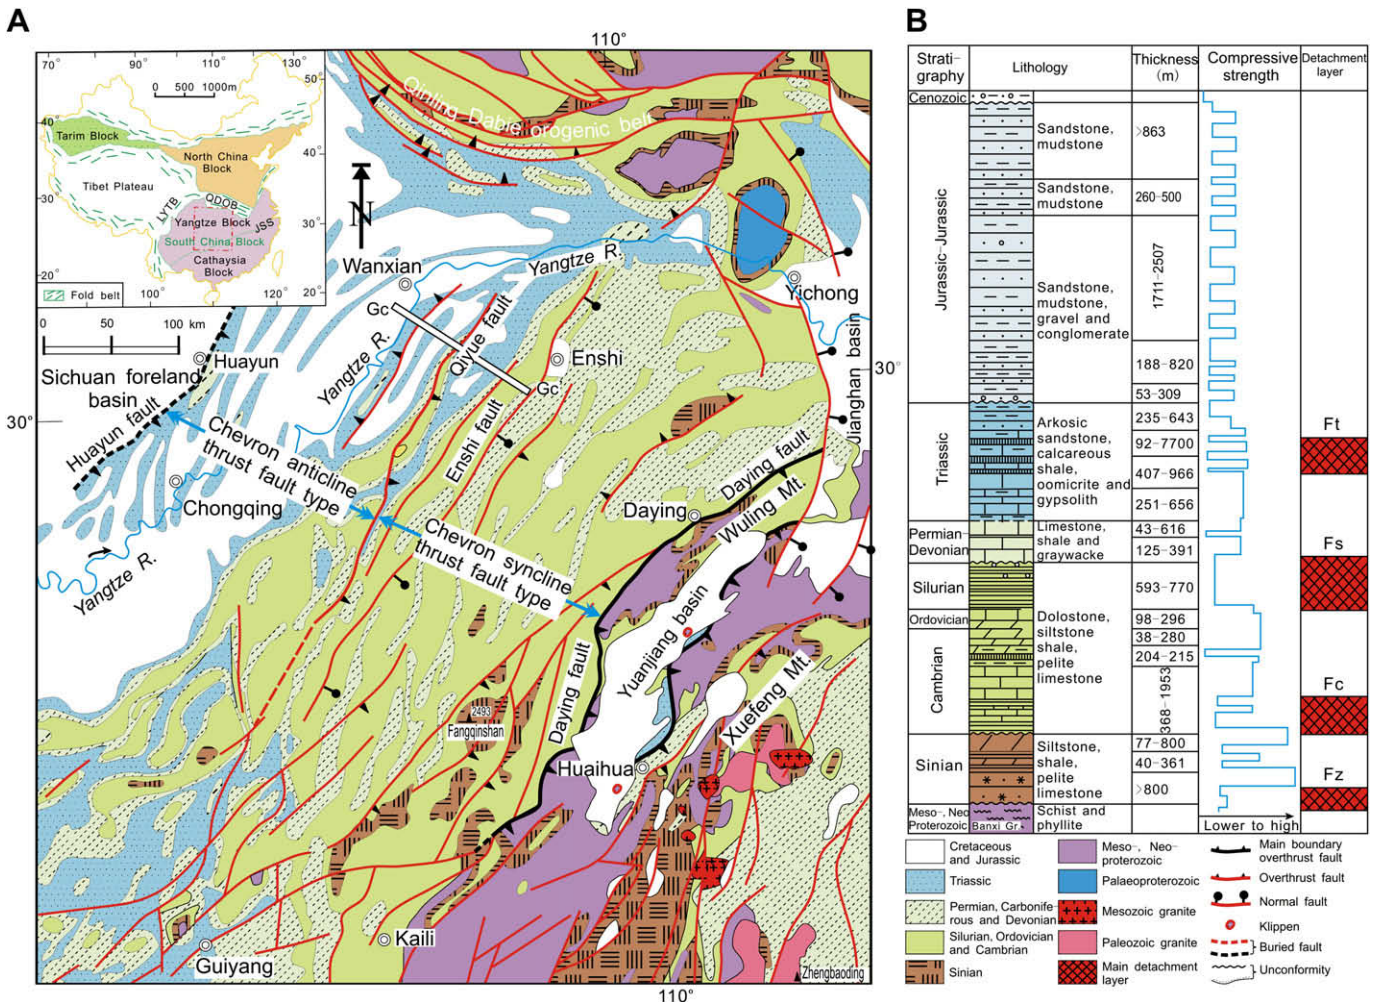 A
110°
70°
90°
110°
130°
50°
0 500 1000m
40°
Tarim Block
North China
Block
40°
Tibet Plateau
30°
LYTB
QDOB
JSS
Yangtze Block
30°
South China Block
Cathaysia
Block
20°
20°
Fold belt
100°
120°
0 50 100 km
Qinling Dabie orogenic belt
N
Wanxian
Yangtze R.
Yichong
Gc
Qiyue fault
Yangtze R.
Huayun
Enshi
Gc
Jianghan basin
30°
Sichuan foreland
basin
30°
Huayun fault
Chevron anticline
thrust fault type
Enshi fault
Daying fault
Chongqing
Daying
Wuling Mt.
Chevron syncline
thrust fault type
Yangtze R.
Yuanjiang basin
Daying fault
Xuefeng Mt.
2493
Fangqinshan
Huaihua
Kaili
Guiyang
Zhengbaoding
110°
B
Strati-
graphy
Lithology
Thickness
(m)
Compressive
strength
Detachment
layer
Cenozoic
Jurassic-Jurassic
Sandstone,
mudstone
>863
Sandstone,
mudstone
260-500
Sandstone,
mudstone,
gravel and
conglomerate
1711-2507
188-820
53-309
Triassic
Arkosic
sandstone,
calcareous
shale,
oomicrite and
gypsolith
235-643
92-7700
407-966
251-656
Ft
Permian-
Devonian
Limestone,
shale and
graywacke
43-616
125-391
Fs
Silurian
593-770
Ordovician
Dolostone,
siltstone
shale,
pelite
limestone
98-296
38-280
204-215
Cambrian
368-1953
Fc
Sinian
Siltstone,
shale,
pelite
limestone
77-800
40-361
>800
Fz
Meso-, Neo
Proterozoic
Banxi Gr.
Schist and
phyllite
Lower to high
Cretaceous
and Jurassic
Triassic
Permian, Carbonife-
rous and Devonian
Silurian, Ordovician
and Cambrian
Sinian
Meso-, Neo-
proterozoic
Palaeoproterozoic
Mesozoic granite
Paleozoic granite
Main detachment
layer
Main boundary
overthrust fault
Overthrust fault
Normal fault
Klippen
Buried fault
Unconformity